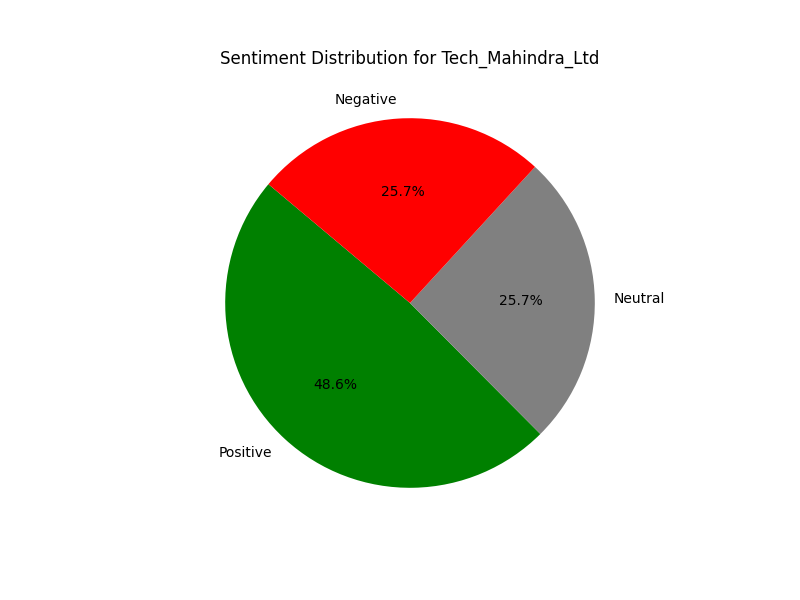 Sentiment Distribution for Tech_Mahindra_Ltd
Negative
25.7%
25.7%
Neutral
48.6%
Positive